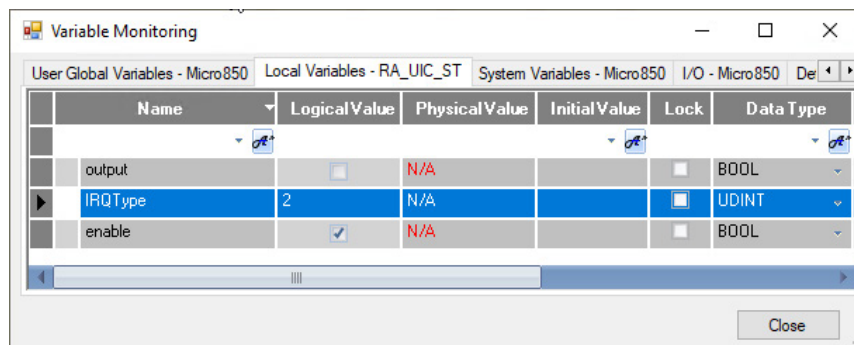 Variable Monitoring
User Global Variables - Micro850 Local Variables - RA_UIC_ST System Variables - Micro850 I/O - Micro850 De
Name Logical Value Physical Value Initial Value Lock Data Type
output N/A BOOL
IRQType 2 N/A UDINT
enable N/A BOOL
Close